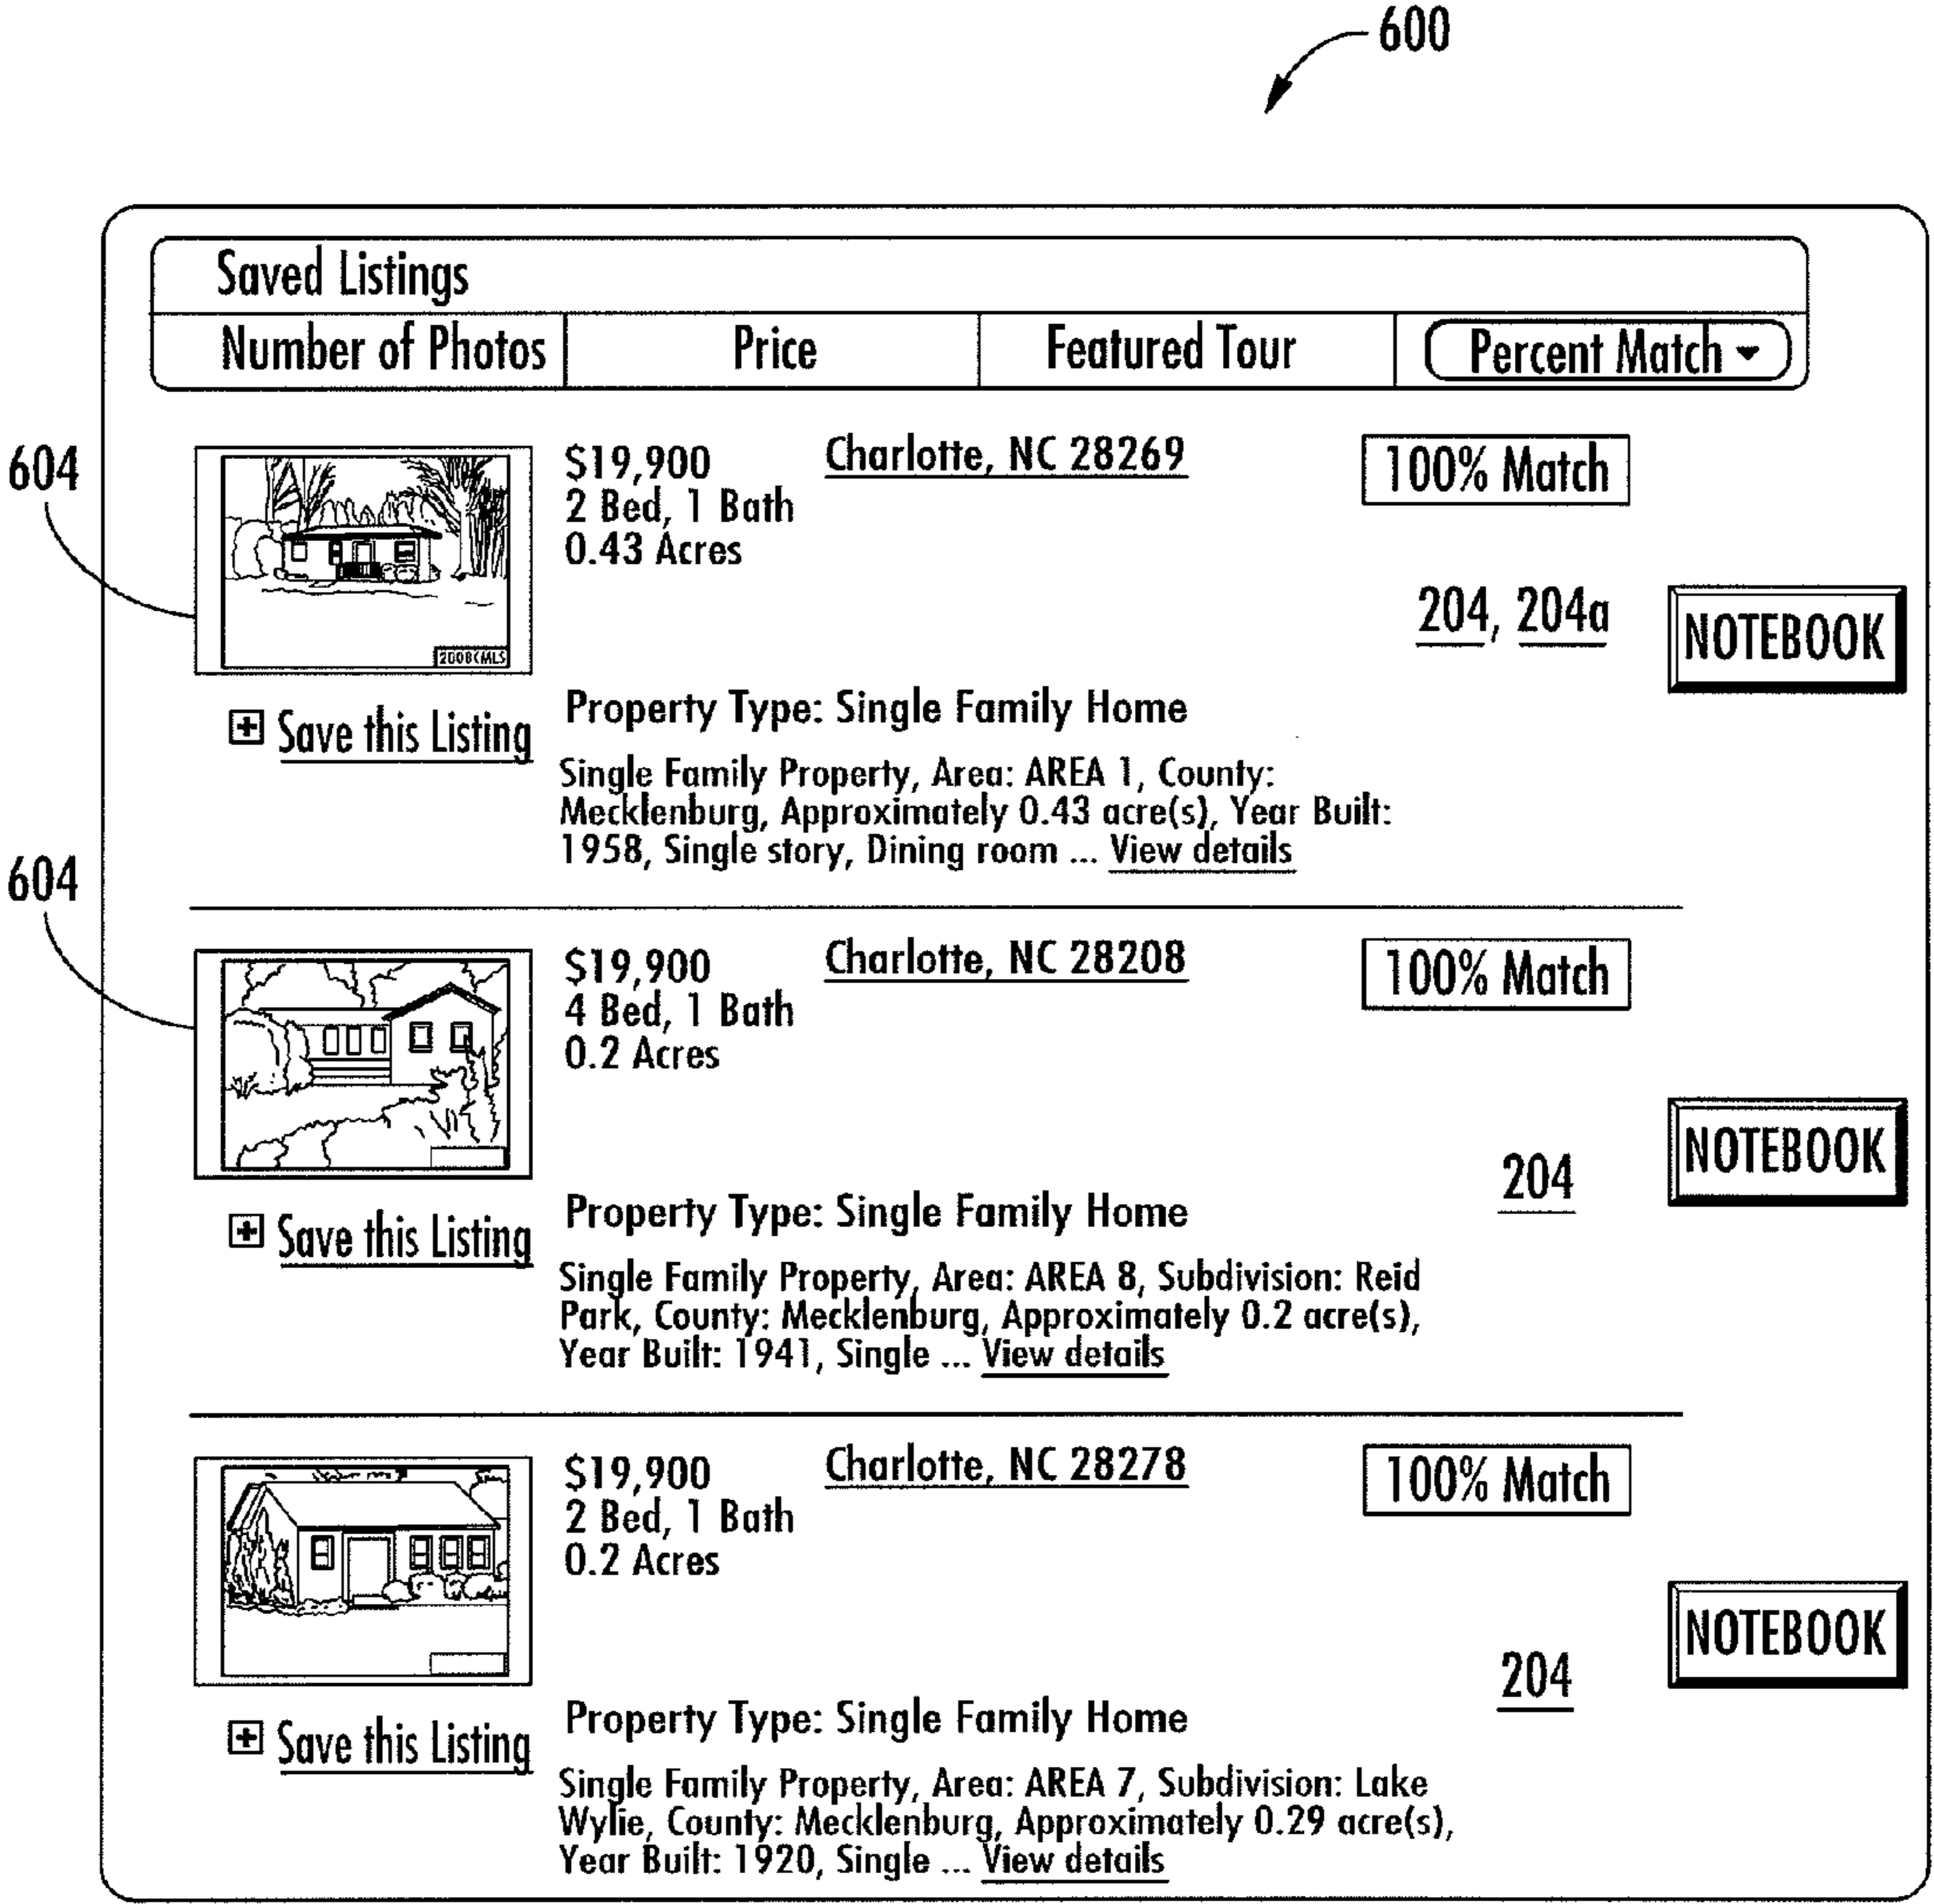 600
Saved Listings
Number of Photos Price Featured Tour Percent Match
604
$19,900 Charlotte, NC 28269 100% Match
2 Bed, 1 Bath
0.43 Acres
204, 204a NOTEBOOK
2008CMLS
Save this Listing Property Type: Single Family Home
Single Family Property, Area: AREA 1, County:
Mecklenburg, Approximately 0.43 acre(s), Year Built:
1958, Single story, Dining room ... View details
604
$19,900 Charlotte, NC 28208 100% Match
4 Bed, 1 Bath
0.2 Acres
204 NOTEBOOK
Save this Listing Property Type: Single Family Home
Single Family Property, Area: AREA 8, Subdivision: Reid
Park, County: Mecklenburg, Approximately 0.2 acre(s),
Year Built: 1941, Single ... View details
$19,900 Charlotte, NC 28278 100% Match
2 Bed, 1 Bath
0.2 Acres
204 NOTEBOOK
Save this Listing Property Type: Single Family Home
Single Family Property, Area: AREA 7, Subdivision: Lake
Wylie, County: Mecklenburg, Approximately 0.29 acre(s),
Year Built: 1920, Single ... View details